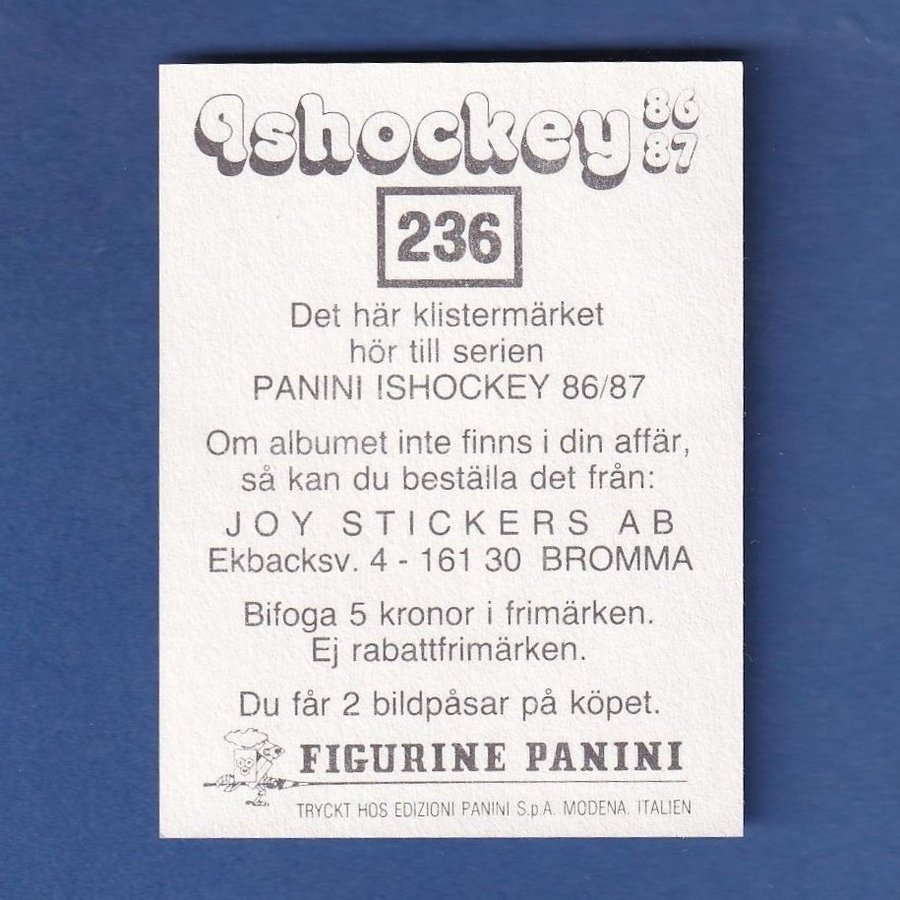 Ishockey 86
87
236
Det här klistermärket
hör till serien
PANINI ISHOCKEY 86/87
Om albumet inte finns i din affär,
så kan du beställa det från:
JOY STICKERS AB
Ekbacksv. 4 - 161 30 BROMMA
Bifoga 5 kronor i frimärken.
Ej rabattfrimärken.
Du får 2 bildpåsar på köpet.
FIGURINE PANINI
TRYCKT HOS EDIZIONI PANINI S.p.A. MODENA. ITALIEN